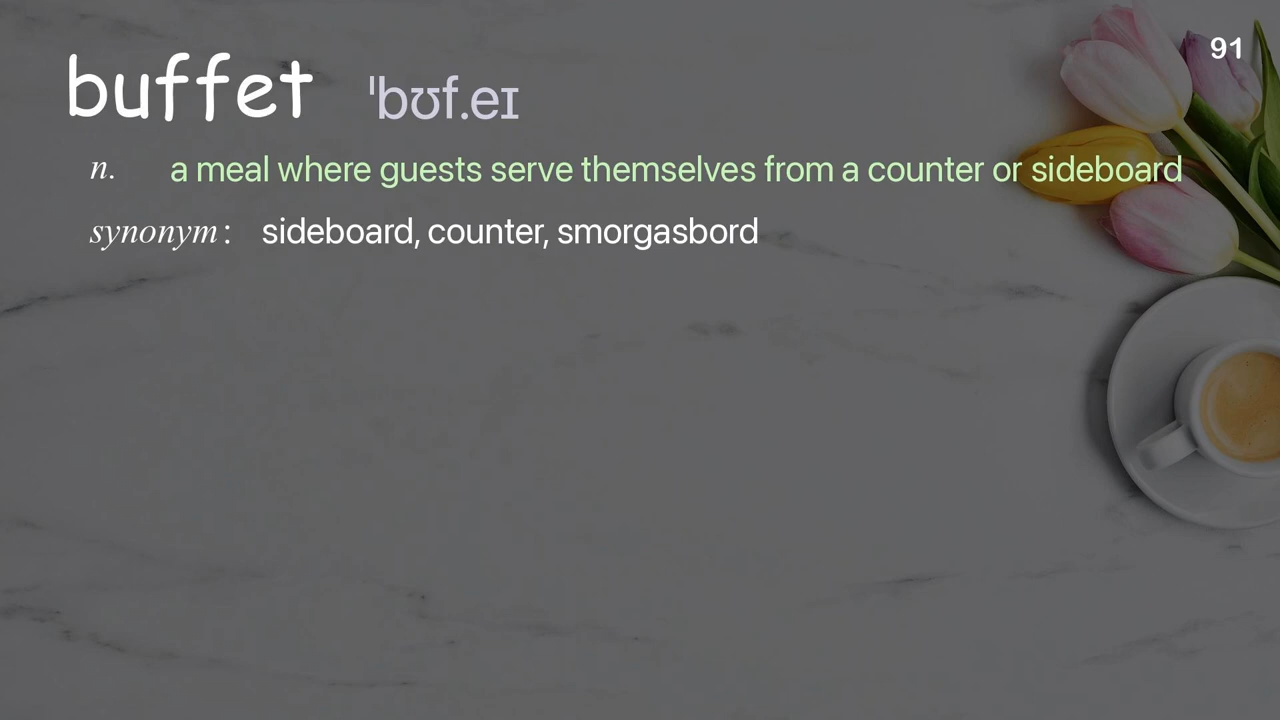 91
buffet ˈbʊf.eɪ
n. a meal where guests serve themselves from a counter or sideboard
synonym: sideboard, counter, smorgasbord